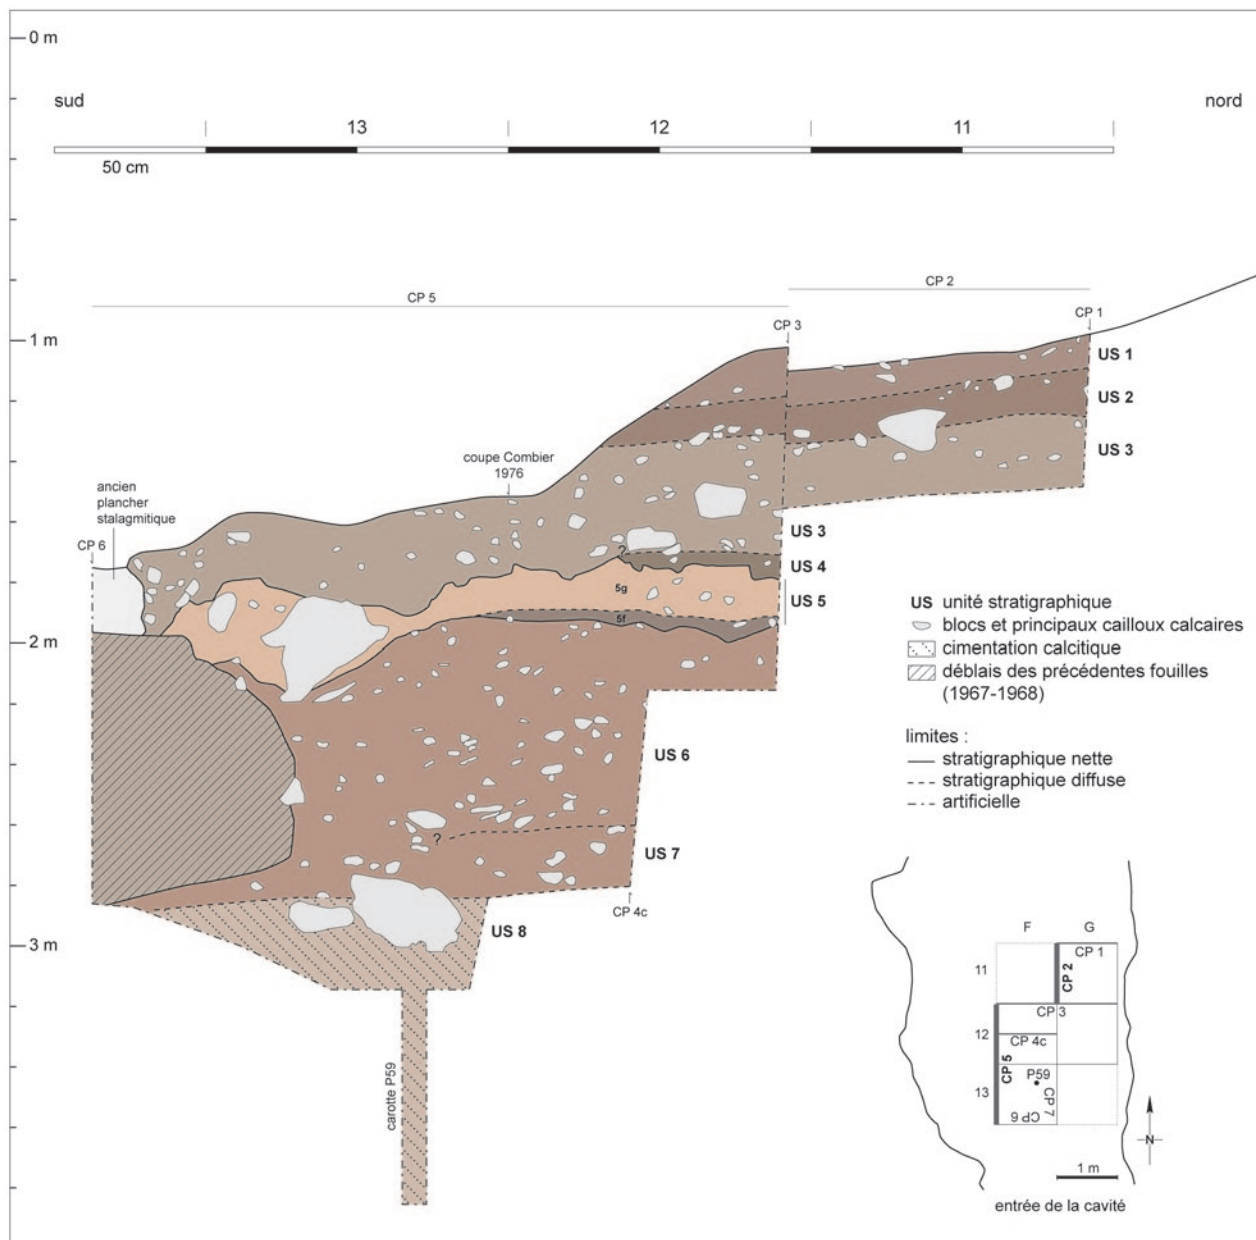 0 m
sud
nord
13
12
11
50 cm
CP 5
CP 2
CP 3
CP 1
1 m
US 1
US 2
US 3
coupe Combier
1976
ancien
plancher
stalagmitique
CP 6
?
US 3
US 4
5g
US 5
5f
2 m
US 6
?
US 7
CP 4c
US 8
3 m
carotte P59
US unité stratigraphique
blocs et principaux cailloux calcaires
cimentation calcitique
déblais des précédentes fouilles
(1967-1968)
limites :
stratigraphique nette
stratigraphique diffuse
artificielle
F
G
CP 1
11
CP 2
CP 3
12
CP 4c
CP 5
P59
13
CP 7
CP 6
N
1 m
entrée de la cavité